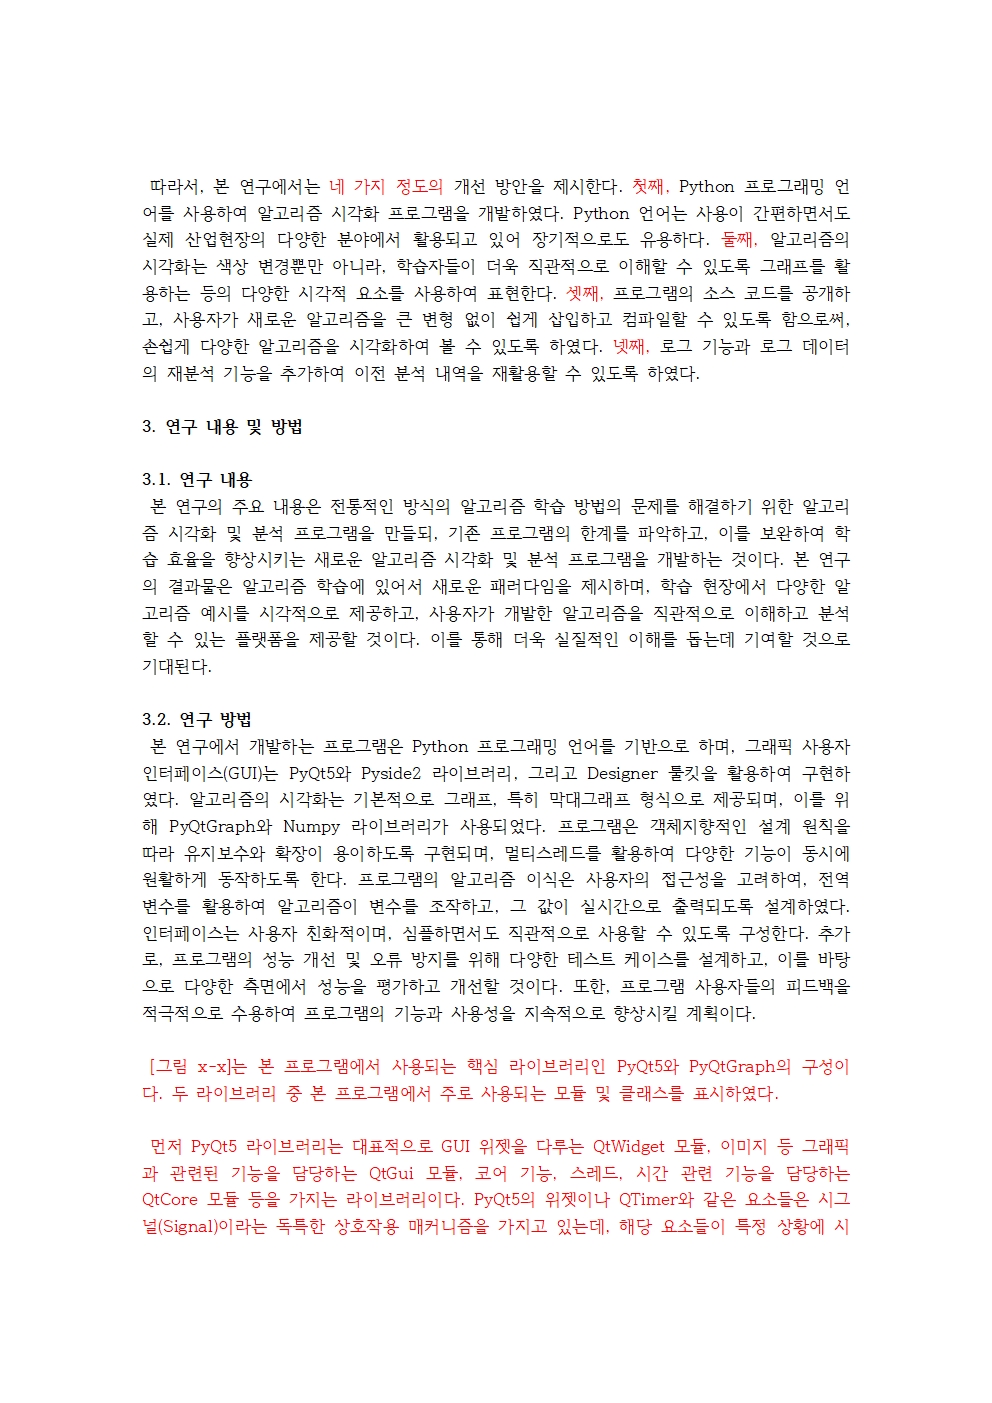 따라서, 본 연구에서는 네 가지 정도의 개선 방안을 제시한다. 첫째, Python 프로그래밍 언
어를 사용하여 알고리즘 시각화 프로그램을 개발하였다. Python 언어는 사용이 간편하면서도
실제 산업현장의 다양한 분야에서 활용되고 있어 장기적으로도 유용하다. 둘째, 알고리즘의
시각화는 색상 변경뿐만 아니라, 학습자들이 더욱 직관적으로 이해할 수 있도록 그래프를 활
용하는 등의 다양한 시각적 요소를 사용하여 표현한다. 셋째, 프로그램의 소스 코드를 공개하
고, 사용자가 새로운 알고리즘을 큰 변형 없이 쉽게 삽입하고 컴파일할 수 있도록 함으로써,
손쉽게 다양한 알고리즘을 시각화하여 볼 수 있도록 하였다. 넷째, 로그 기능과 로그 데이터
의 재분석 기능을 추가하여 이전 분석 내역을 재활용할 수 있도록 하였다.
3. 연구 내용 및 방법
3.1. 연구 내용
본 연구의 주요 내용은 전통적인 방식의 알고리즘 학습 방법의 문제를 해결하기 위한 알고리
즘 시각화 및 분석 프로그램을 만들되, 기존 프로그램의 한계를 파악하고, 이를 보완하여 학
습 효율을 향상시키는 새로운 알고리즘 시각화 및 분석 프로그램을 개발하는 것이다. 본 연구
의 결과물은 알고리즘 학습에 있어서 새로운 패러다임을 제시하며, 학습 현장에서 다양한 알
고리즘 예시를 시각적으로 제공하고, 사용자가 개발한 알고리즘을 직관적으로 이해하고 분석
할 수 있는 플랫폼을 제공할 것이다. 이를 통해 더욱 실질적인 이해를 돕는데 기여할 것으로
기대된다.
3.2. 연구 방법
본 연구에서 개발하는 프로그램은 Python 프로그래밍 언어를 기반으로 하며, 그래픽 사용자
인터페이스(GUI)는 PyQt5와 Pyside2 라이브러리, 그리고 Designer 툴킷을 활용하여 구현하
였다. 알고리즘의 시각화는 기본적으로 그래프, 특히 막대그래프 형식으로 제공되며, 이를 위
해 PyQtGraph와 Numpy 라이브러리가 사용되었다. 프로그램은 객체지향적인 설계 원칙을
따라 유지보수와 확장이 용이하도록 구현되며, 멀티스레드를 활용하여 다양한 기능이 동시에
원활하게 동작하도록 한다. 프로그램의 알고리즘 이식은 사용자의 접근성을 고려하여, 전역
변수를 활용하여 알고리즘이 변수를 조작하고, 그 값이 실시간으로 출력되도록 설계하였다.
인터페이스는 사용자 친화적이며, 심플하면서도 직관적으로 사용할 수 있도록 구성한다. 추가
로, 프로그램의 성능 개선 및 오류 방지를 위해 다양한 테스트 케이스를 설계하고, 이를 바탕
으로 다양한 측면에서 성능을 평가하고 개선할 것이다. 또한, 프로그램 사용자들의 피드백을
적극적으로 수용하여 프로그램의 기능과 사용성을 지속적으로 향상시킬 계획이다.
[그림 x-x]는 본 프로그램에서 사용되는 핵심 라이브러리인 PyQt5와 PyQtGraph의 구성이
다. 두 라이브러리 중 본 프로그램에서 주로 사용되는 모듈 및 클래스를 표시하였다.
먼저 PyQt5 라이브러리는 대표적으로 GUI 위젯을 다루는 QtWidget 모듈, 이미지 등 그래픽
과 관련된 기능을 담당하는 QtGui 모듈, 코어 기능, 스레드, 시간 관련 기능을 담당하는
QtCore 모듈 등을 가지는 라이브러리이다. PyQt5의 위젯이나 QTimer와 같은 요소들은 시그
널(Signal)이라는 독특한 상호작용 매커니즘을 가지고 있는데, 해당 요소들이 특정 상황에 시